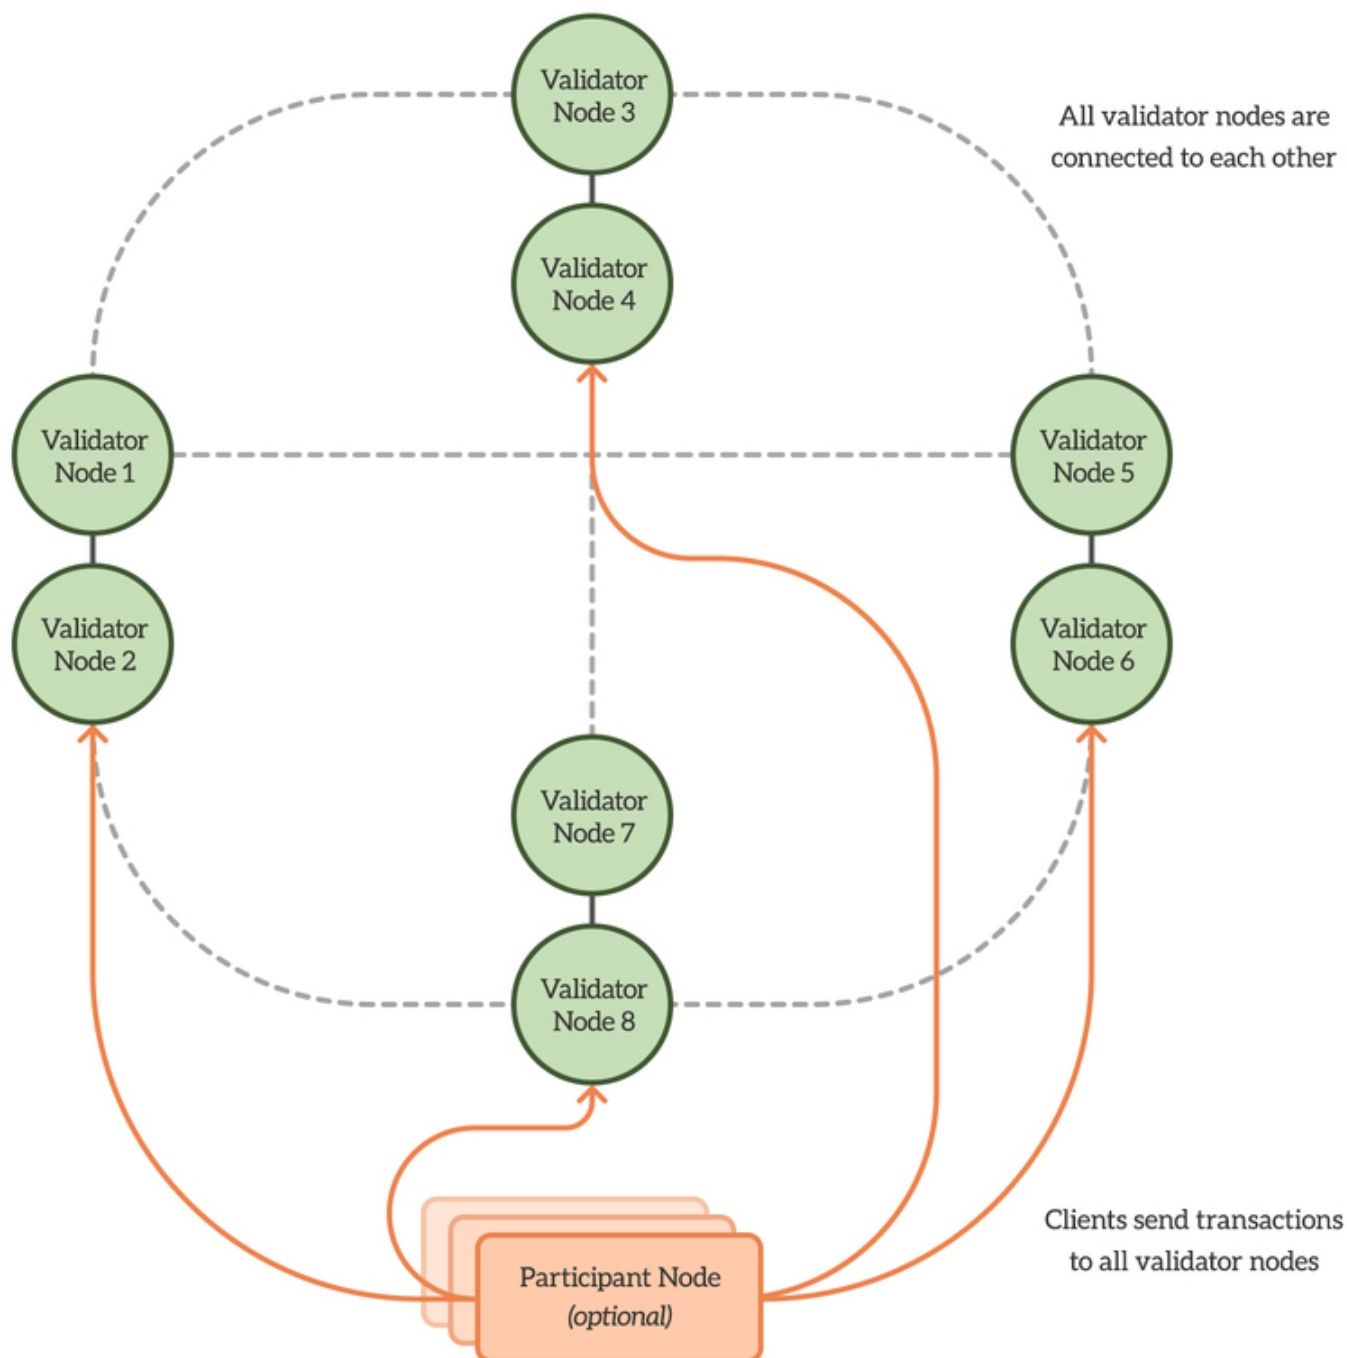 Validator
Node 3
All validator nodes are
connected to each other
Validator
Node 4
Validator
Node 1
Validator
Node 5
Validator
Node 2
Validator
Node 6
Validator
Node 7
Validator
Node 8
Clients send transactions
to all validator nodes
Participant Node
(optional)